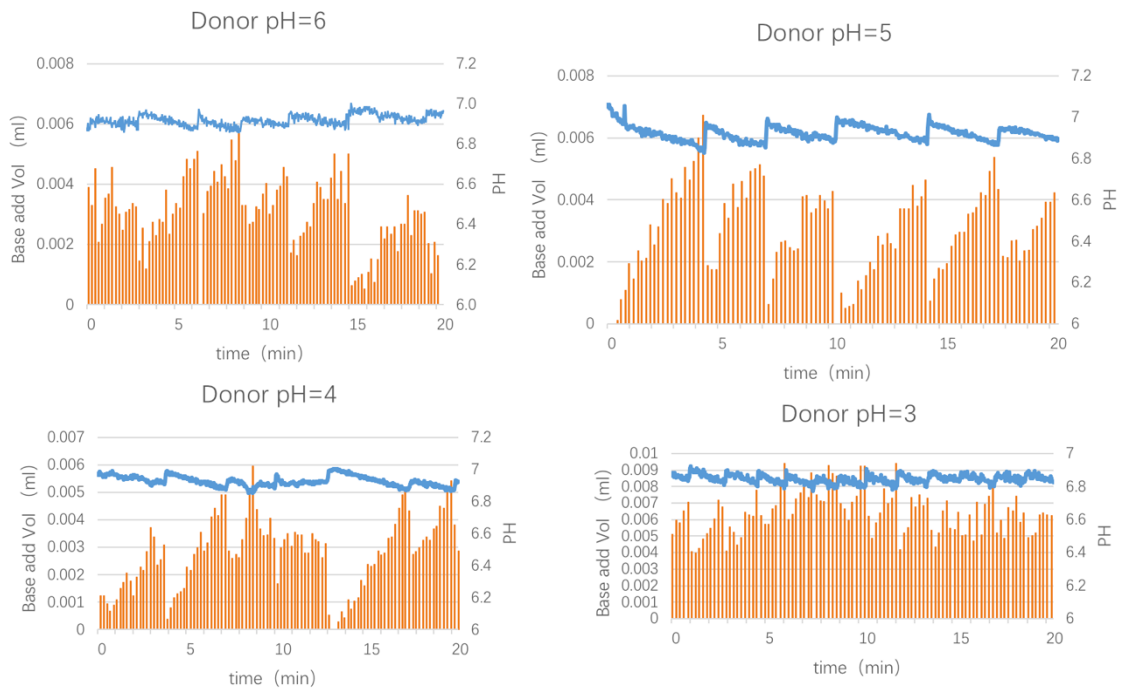 Donor pH=6
0.008
0.006
0.004
0.002
0
7.2
7.0
6.8
6.6
6.4
6.2
6.0
Base add Vol （ml）
PH
0 5 10 15 20
time（min）
Donor pH=5
0.008
0.006
0.004
0.002
0
7.2
7
6.8
6.6
6.4
6.2
6
Base add Vol （ml）
PH
0 5 10 15 20
time（min）
Donor pH=4
0.007
0.006
0.005
0.004
0.003
0.002
0.001
0
7.2
7
6.8
6.6
6.4
6.2
6
Base add Vol （ml）
PH
0 5 10 15 20
time（min）
Donor pH=3
0.01
0.009
0.008
0.007
0.006
0.005
0.004
0.003
0.002
0.001
0
7
6.8
6.6
6.4
6.2
6
Base add Vol （ml）
PH
0 5 10 15 20
time（min）